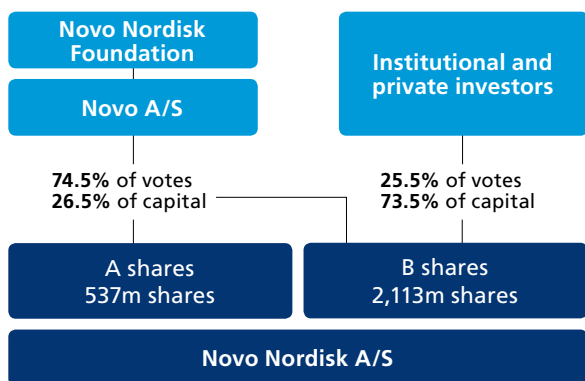 Novo Nordisk
Foundation
Novo A/S
Institutional and
private investors
74.5% of votes
26.5% of capital
25.5% of votes
73.5% of capital
A shares
537m shares
B shares
2,113m shares
Novo Nordisk A/S